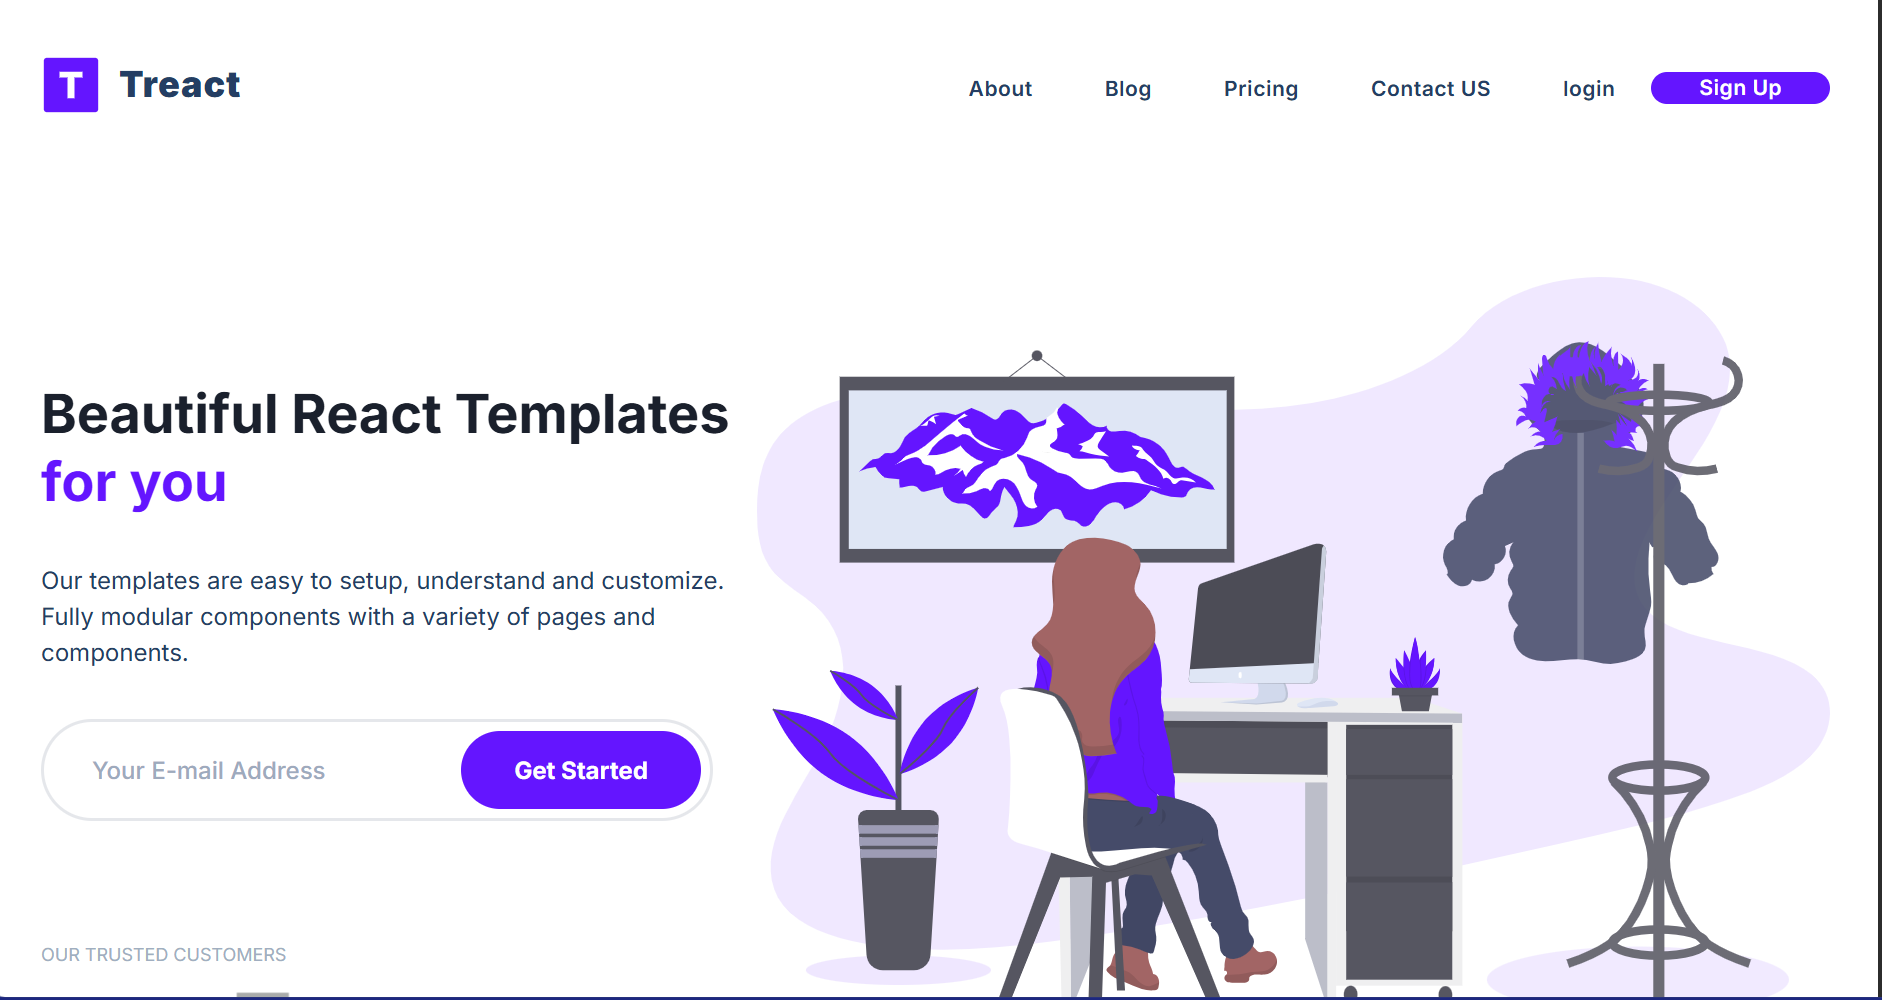 T Treact
About Blog Pricing Contact US login Sign Up
Beautiful React Templates
for you
Our templates are easy to setup, understand and customize.
Fully modular components with a variety of pages and
components.
Your E-mail Address Get Started
OUR TRUSTED CUSTOMERS